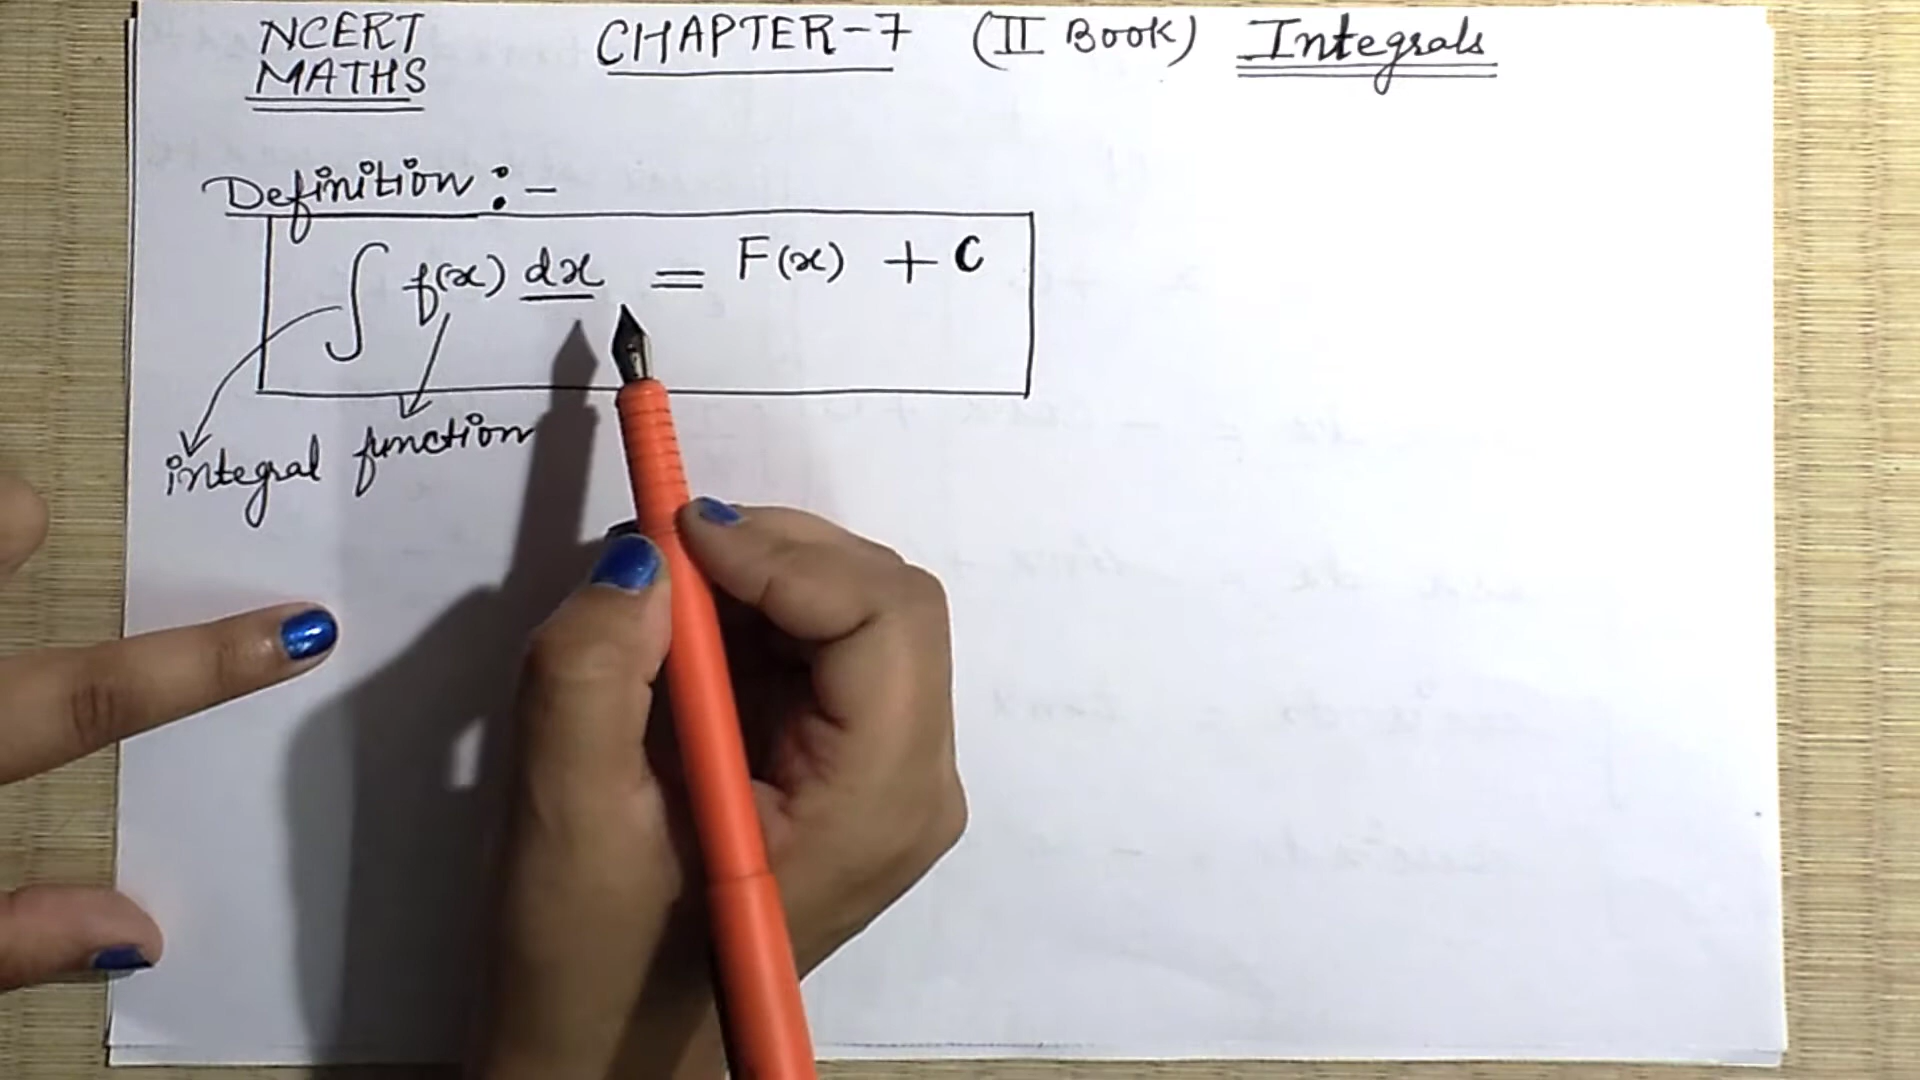 NCERT MATHS
CHAPTER-7 (II Book) Integrals
Definition :-
∫ f(x) dx = F(x) + C
integral function